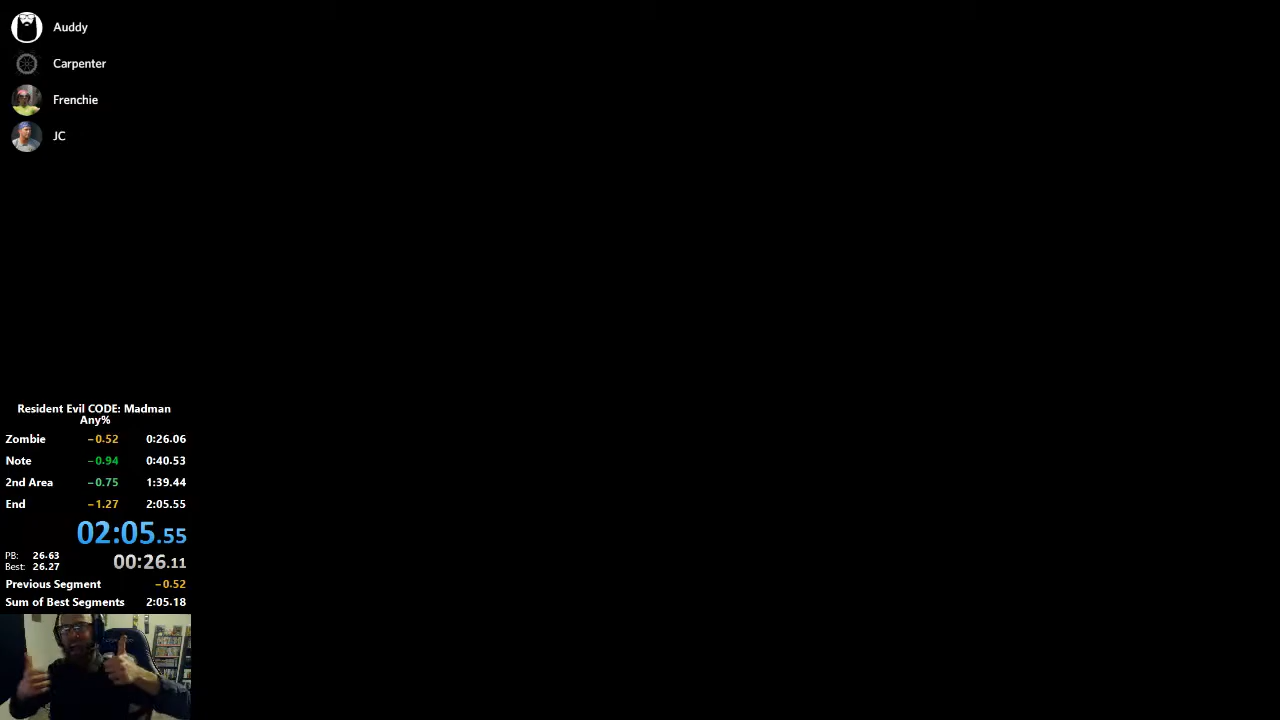 Auddy
Carpenter
Frenchie
JC
Resident Evil CODE: Madman
Any%
Zombie -0.52 0:26.06
Note -0.94 0:40.53
2nd Area -0.75 1:39.44
End -1.27 2:05.55
02:05.55
PB: 26.63
Best: 26.27
00:26.11
Previous Segment -0.52
Sum of Best Segments 2:05.18